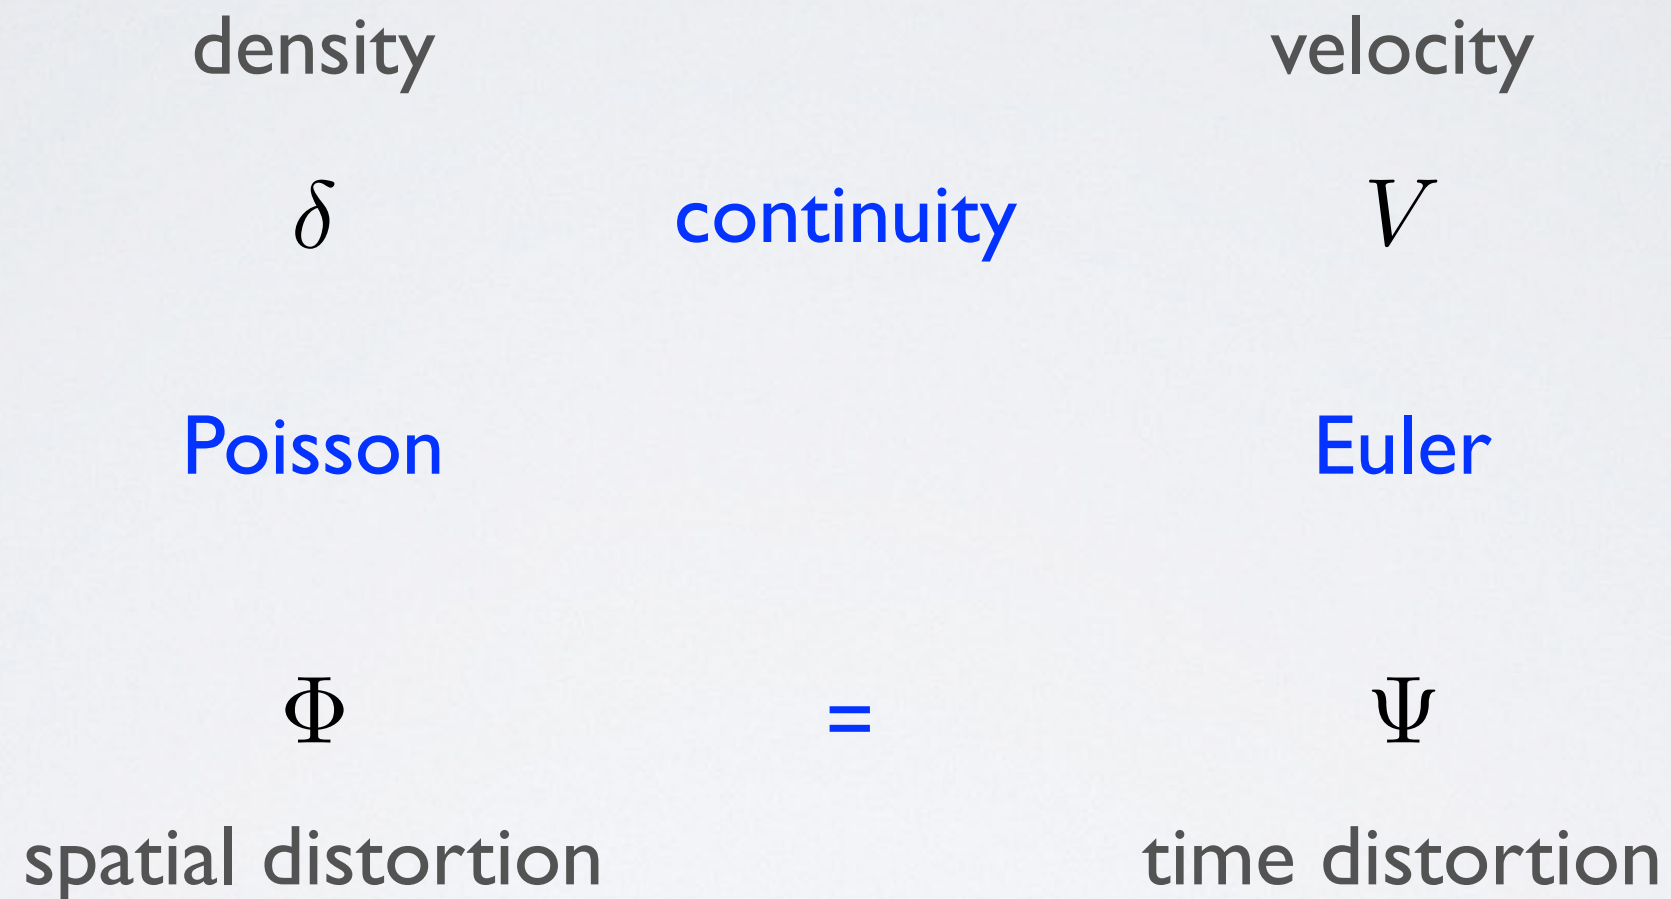 density velocity
δ continuity V
Poisson Euler
Φ = Ψ
spatial distortion time distortion